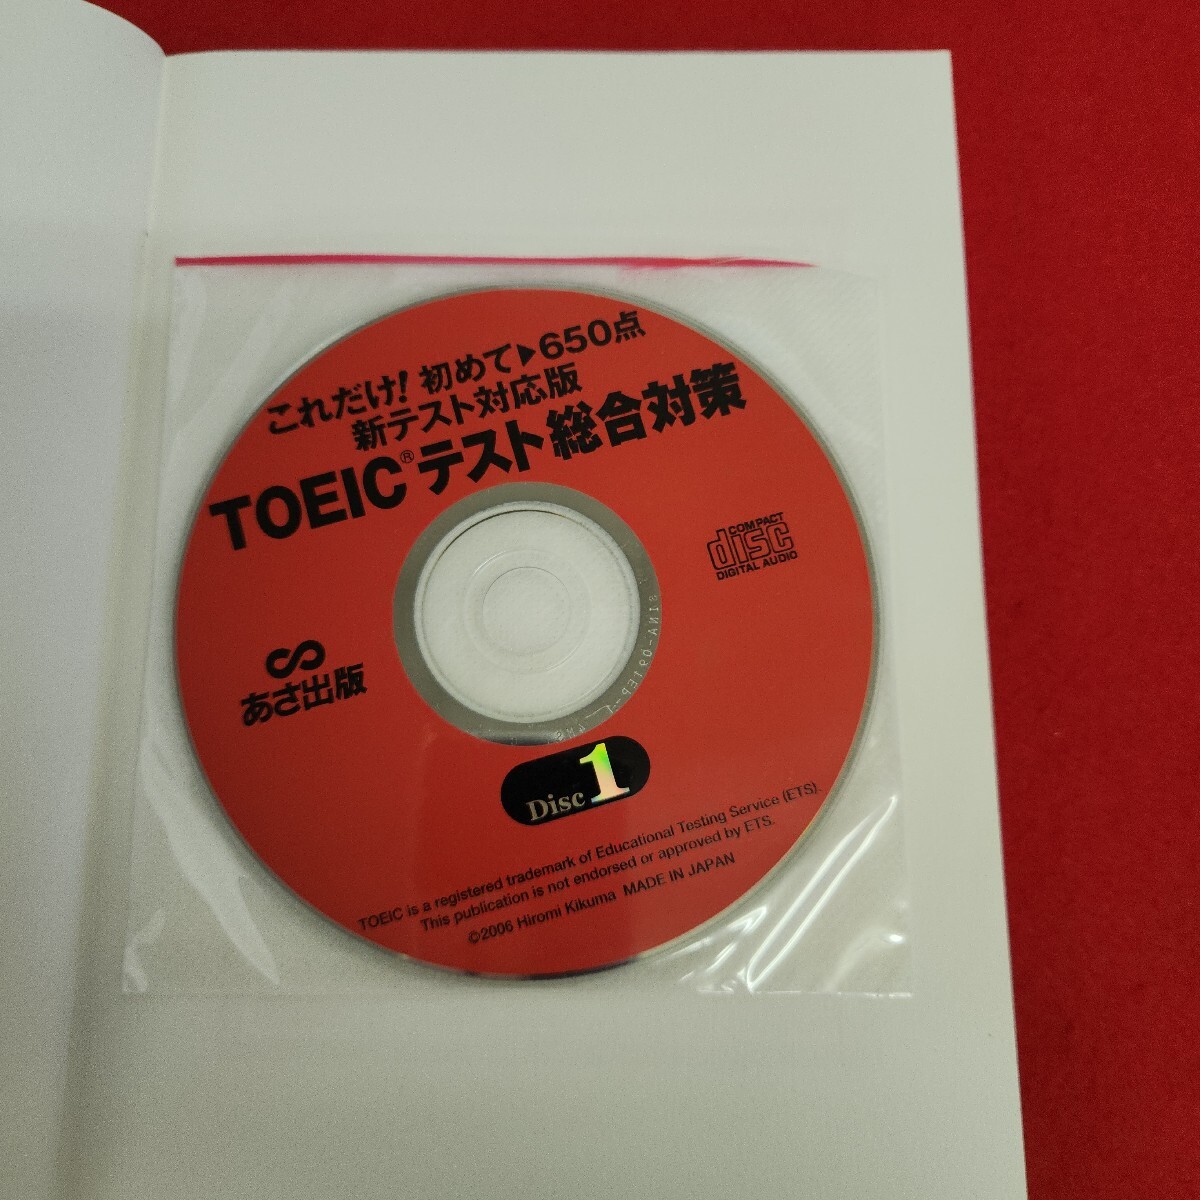 これだけ! 初めて▶650点
新テスト対応版
TOEIC®テスト総合対策
COMPACT
disc
DIGITAL AUDIO
あさ出版
Disc 1
TOEIC is a registered trademark of Educational Testing Service (ETS).
This publication is not endorsed or approved by ETS.
©2006 Hiromi Kikuma MADE IN JAPAN